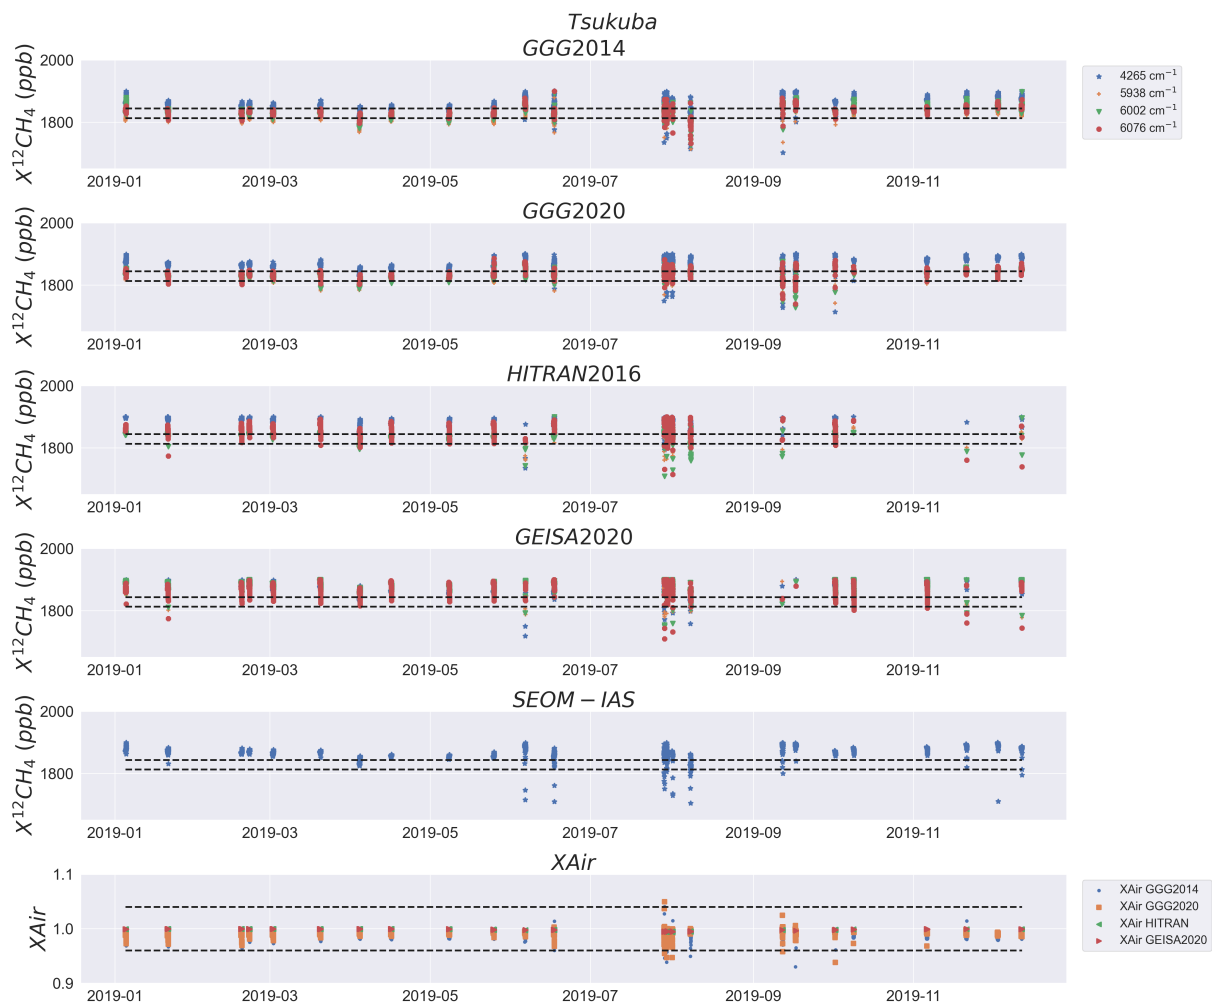 Tsukuba
GGG2014
X¹²CH₄ (ppb)
2000
1800
2019-01 2019-03 2019-05 2019-07 2019-09 2019-11
4265 cm⁻¹
5938 cm⁻¹
6002 cm⁻¹
6076 cm⁻¹
GGG2020
X¹²CH₄ (ppb)
2000
1800
2019-01 2019-03 2019-05 2019-07 2019-09 2019-11
HITRAN2016
X¹²CH₄ (ppb)
2000
1800
2019-01 2019-03 2019-05 2019-07 2019-09 2019-11
GEISA2020
X¹²CH₄ (ppb)
2000
1800
2019-01 2019-03 2019-05 2019-07 2019-09 2019-11
SEOM − IAS
X¹²CH₄ (ppb)
2000
1800
2019-01 2019-03 2019-05 2019-07 2019-09 2019-11
XAir
XAir
1.1
1.0
0.9
2019-01 2019-03 2019-05 2019-07 2019-09 2019-11
XAir GGG2014
XAir GGG2020
XAir HITRAN
XAir GEISA2020